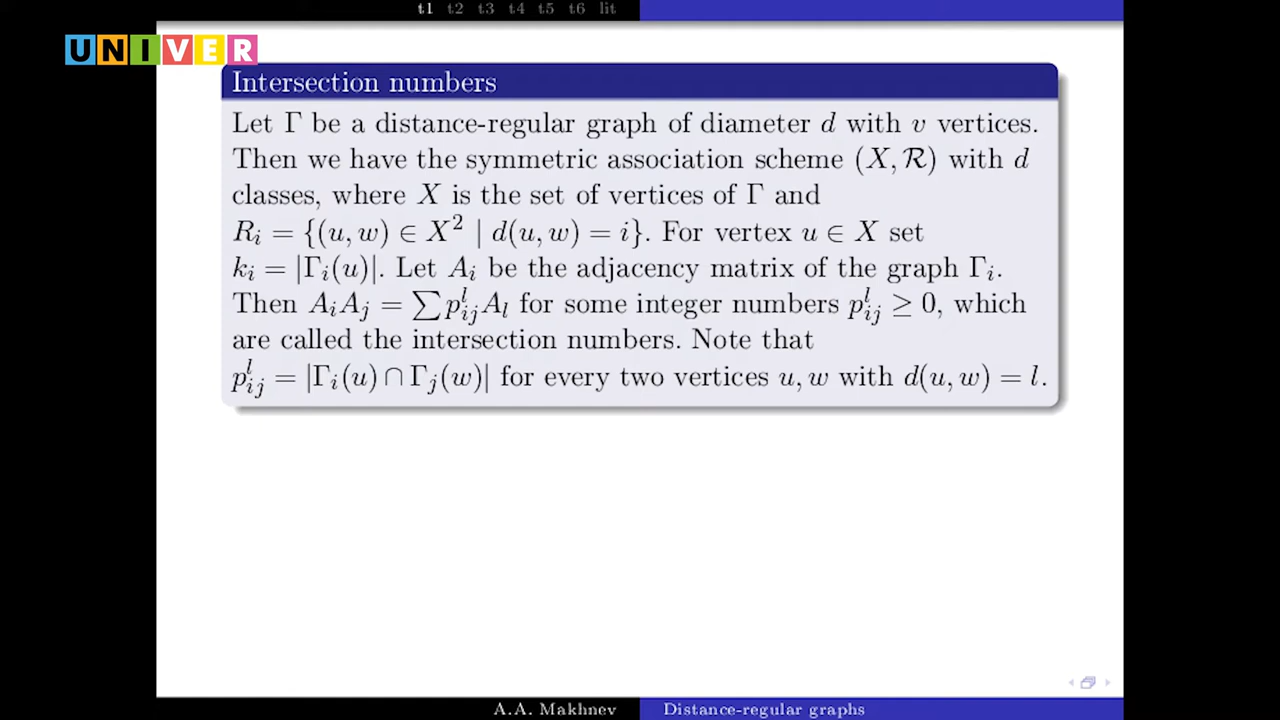 t1 t2 t3 t4 t5 t6 lit
UNIVER
Intersection numbers
Let Γ be a distance-regular graph of diameter d with v vertices.
Then we have the symmetric association scheme (X, ℛ) with d
classes, where X is the set of vertices of Γ and
R_i = {(u, w) ∈ X² | d(u, w) = i}. For vertex u ∈ X set
k_i = |Γ_i(u)|. Let A_i be the adjacency matrix of the graph Γ_i.
Then A_iA_j = ∑ p^l_{ij}A_l for some integer numbers p^l_{ij} ≥ 0, which
are called the intersection numbers. Note that
p^l_{ij} = |Γ_i(u) ∩ Γ_j(w)| for every two vertices u, w with d(u, w) = l.
A.A. Makhnev Distance-regular graphs